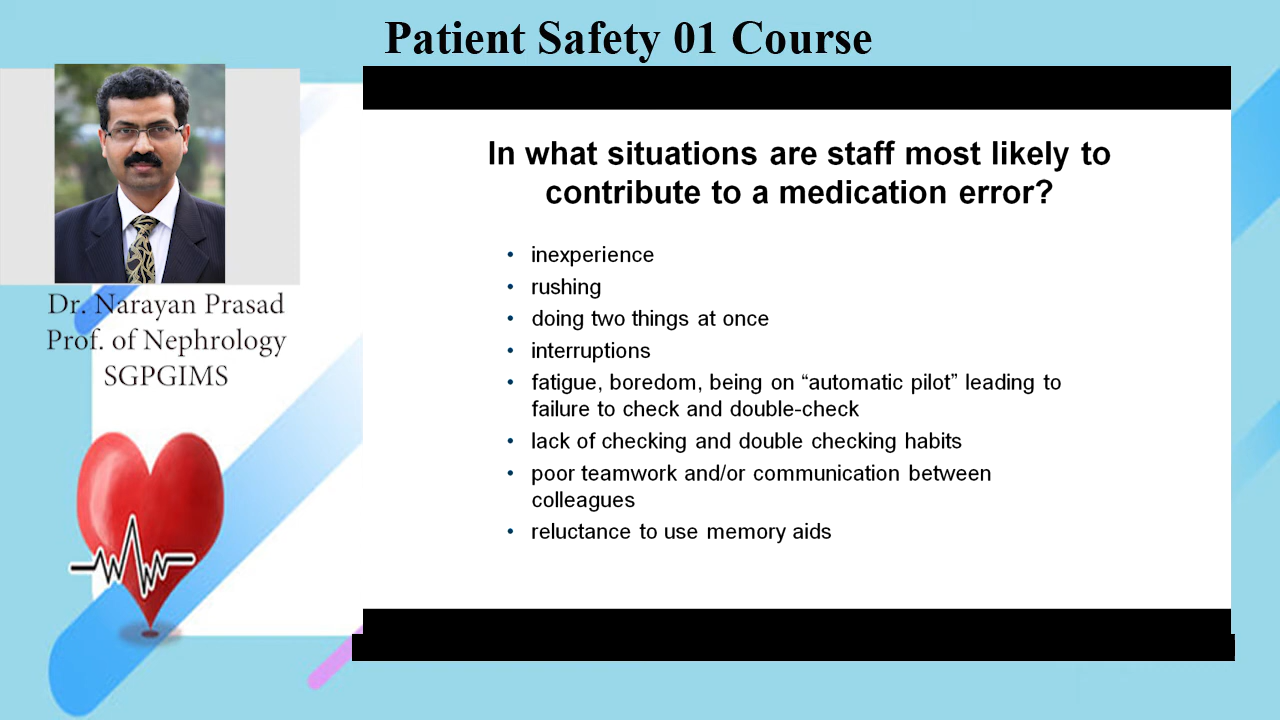 Patient Safety 01 Course
Dr. Narayan Prasad
Prof. of Nephrology
SGPGIMS
In what situations are staff most likely to
contribute to a medication error?
• inexperience
• rushing
• doing two things at once
• interruptions
• fatigue, boredom, being on “automatic pilot” leading to
failure to check and double-check
• lack of checking and double checking habits
• poor teamwork and/or communication between
colleagues
• reluctance to use memory aids